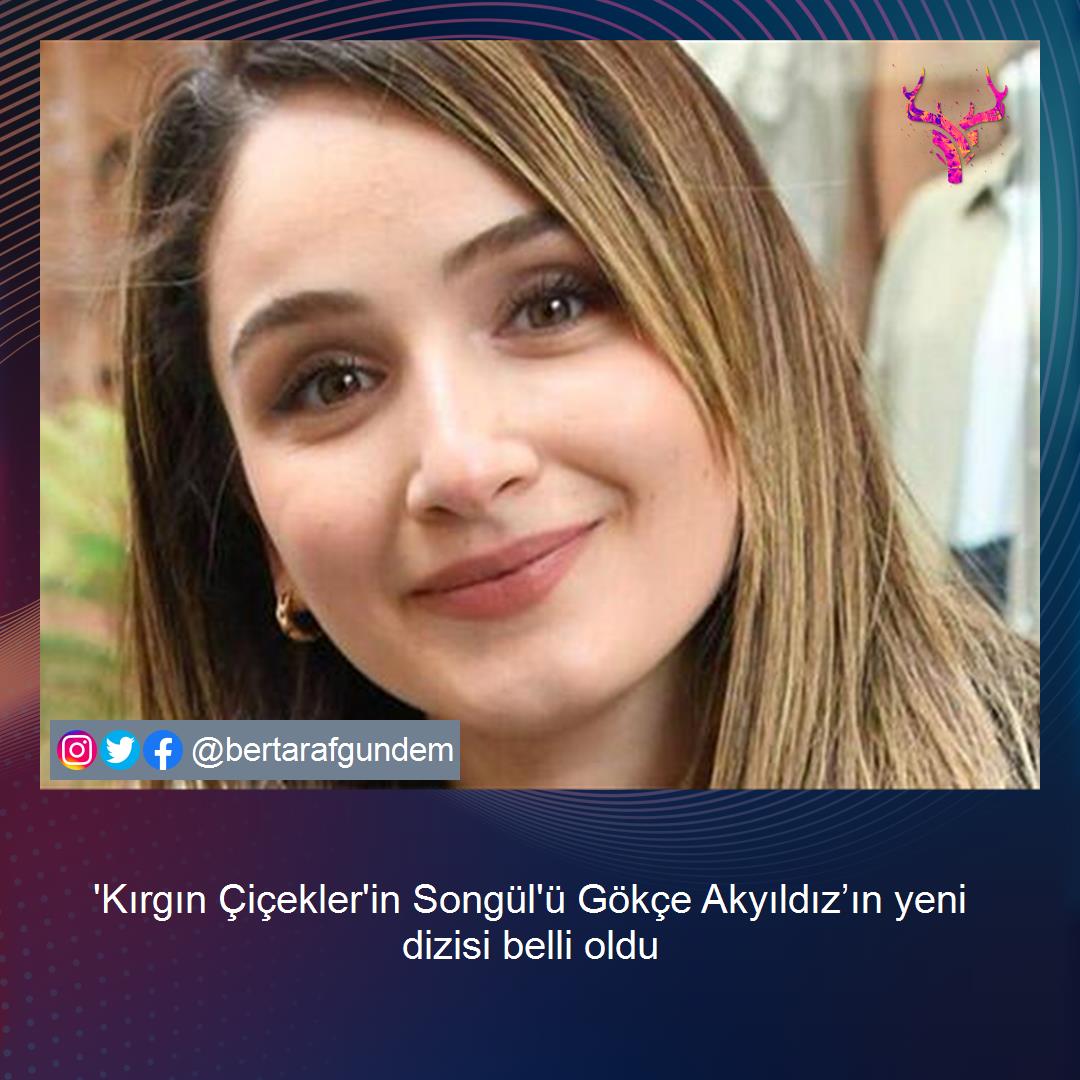 @bertarafgundem
'Kırgın Çiçekler'in Songül'ü Gökçe Akyıldız’ın yeni
dizisi belli oldu